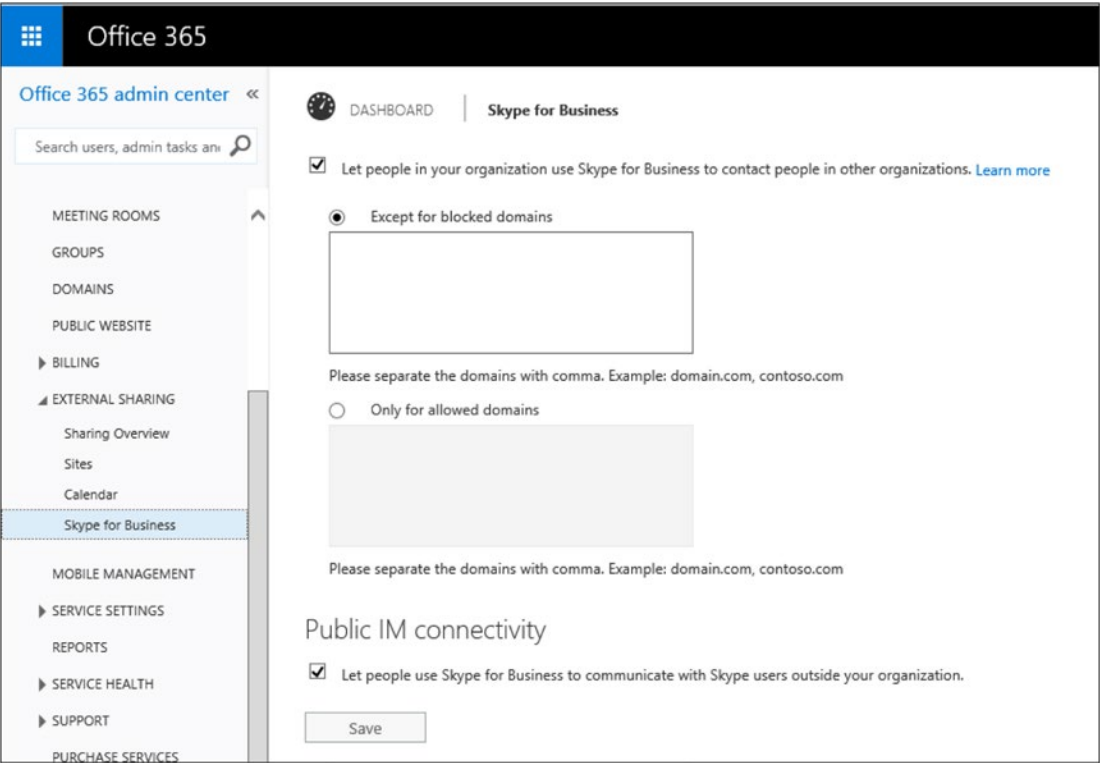 Office 365
Office 365 admin center «
Search users, admin tasks an
MEETING ROOMS
GROUPS
DOMAINS
PUBLIC WEBSITE
BILLING
EXTERNAL SHARING
Sharing Overview
Sites
Calendar
Skype for Business
MOBILE MANAGEMENT
SERVICE SETTINGS
REPORTS
SERVICE HEALTH
SUPPORT
PURCHASE SERVICES
DASHBOARD | Skype for Business
Let people in your organization use Skype for Business to contact people in other organizations. Learn more
Except for blocked domains
Please separate the domains with comma. Example: domain.com, contoso.com
Only for allowed domains
Please separate the domains with comma. Example: domain.com, contoso.com
Public IM connectivity
Let people use Skype for Business to communicate with Skype users outside your organization.
Save